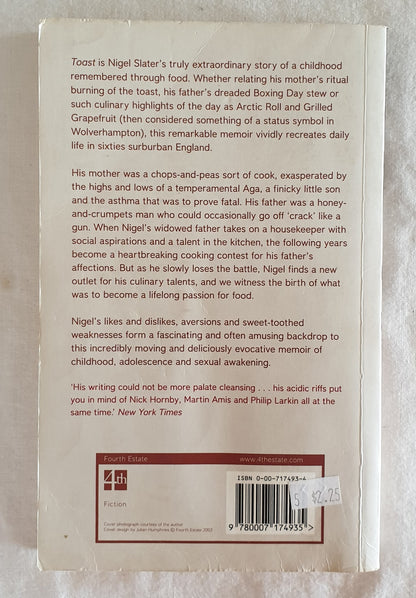 Toast is Nigel Slater's truly extraordinary story of a childhood
remembered through food. Whether relating his mother's ritual
burning of the toast, his father's dreaded Boxing Day stew or
such culinary highlights of the day as Arctic Roll and Grilled
Grapefruit (then considered something of a status symbol in
Wolverhampton), this remarkable memoir vividly recreates daily
life in sixties surburban England.
His mother was a chops-and-peas sort of cook, exasperated by
the highs and lows of a temperamental Aga, a finicky little son
and the asthma that was to prove fatal. His father was a honey-
and-crumpets man who could occasionally go off 'crack' like a
gun. When Nigel's widowed father takes on a housekeeper with
social aspirations and a talent in the kitchen, the following years
become a heartbreaking cooking contest for his father's
affections. But as he slowly loses the battle, Nigel finds a new
outlet for his culinary talents, and we witness the birth of what
was to become a lifelong passion for food.
Nigel's likes and dislikes, aversions and sweet-toothed
weaknesses form a fascinating and often amusing backdrop to
this incredibly moving and deliciously evocative memoir of
childhood, adolescence and sexual awakening.
'His writing could not be more palate cleansing . . . his acidic riffs put
you in mind of Nick Hornby, Martin Amis and Philip Larkin all at the
same time.' New York Times
Fourth Estate
www.4thestate.com
4th
Fiction
Cover photograph courtesy of the author
Cover design by Julian Humphries © Fourth Estate 2003
ISBN 0-00-717493-
$2.25
9 780007 174935 >